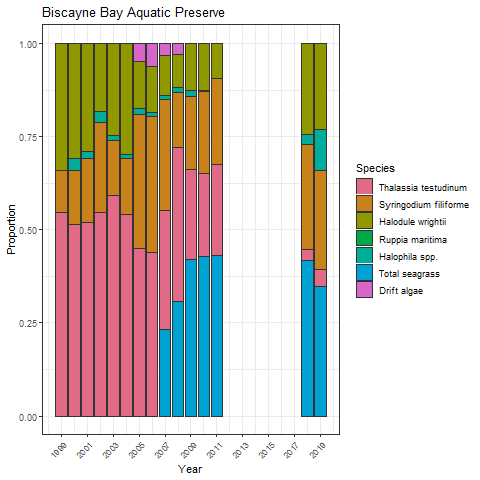 Biscayne Bay Aquatic Preserve
1.00
0.75
0.50
0.25
0.00
Proportion
1999
2001
2003
2005
2007
2009
2011
2013
2015
2017
2019
Year
Species
Thalassia testudinum
Syringodium filiforme
Halodule wrightii
Ruppia maritima
Halophila spp.
Total seagrass
Drift algae